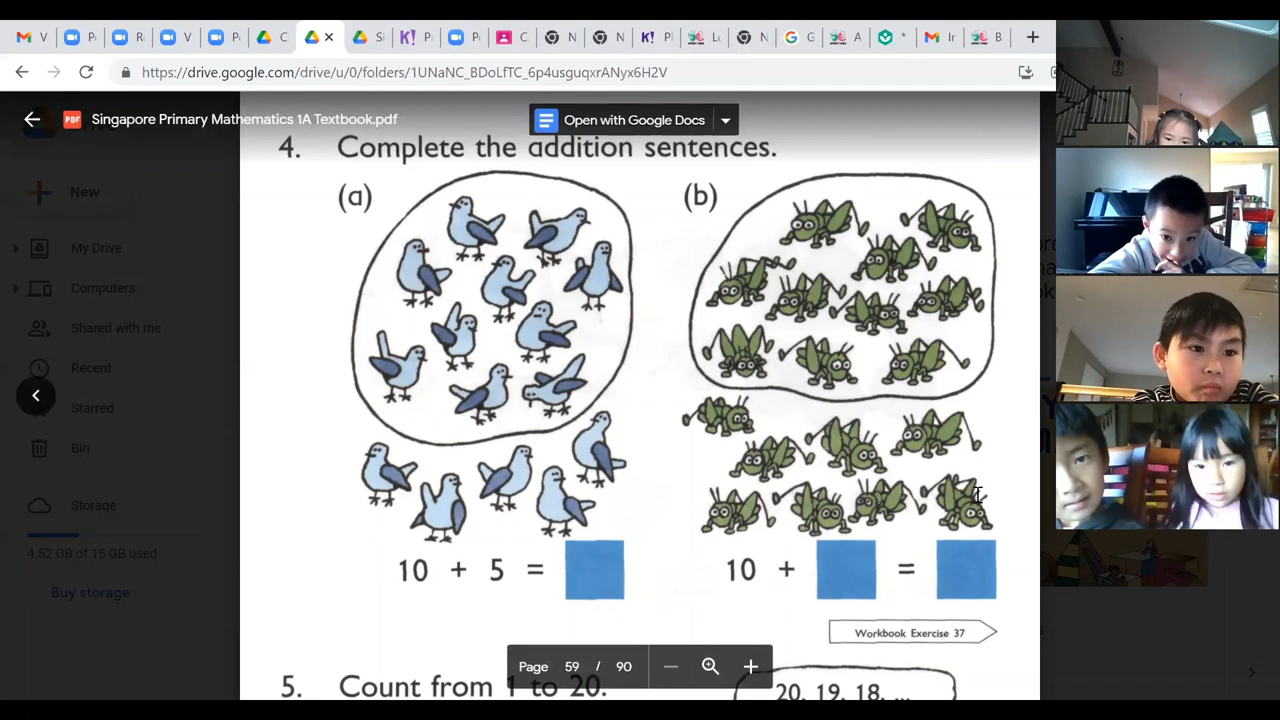 https://drive.google.com/drive/u/0/folders/1UNaNC_BDoLfTC_6p4usguqxrANyx6H2V
Singapore Primary Mathematics 1A Textbook.pdf
Open with Google Docs
4. Complete the addition sentences.
(a)
(b)
New
My Drive
Computers
Shared with me
Recent
Starred
Bin
Storage
4.52 GB of 15 GB used
Buy storage
10 + 5 =
10 + =
Workbook Exercise 37
Page 59 / 90
5. Count from 1 to 20.
20, 19, 18, ...